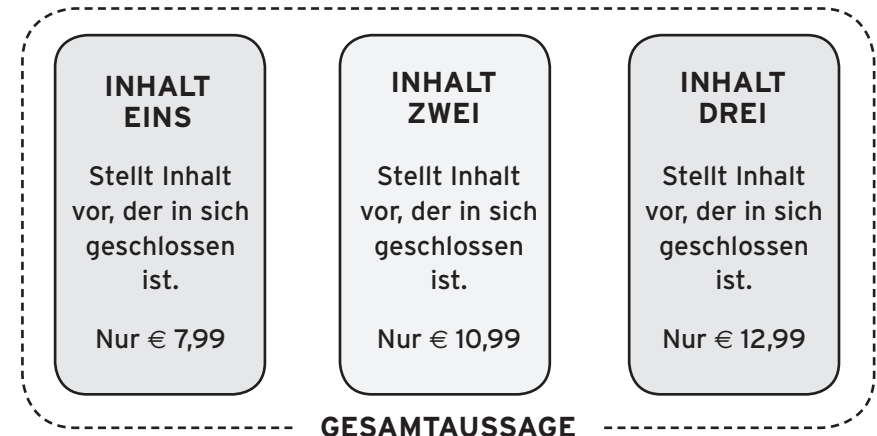 INHALT
EINS
Stellt Inhalt
vor, der in sich
geschlossen
ist.
Nur € 7,99
INHALT
ZWEI
Stellt Inhalt
vor, der in sich
geschlossen
ist.
Nur € 10,99
INHALT
DREI
Stellt Inhalt
vor, der in sich
geschlossen
ist.
Nur € 12,99
GESAMTAUSSAGE